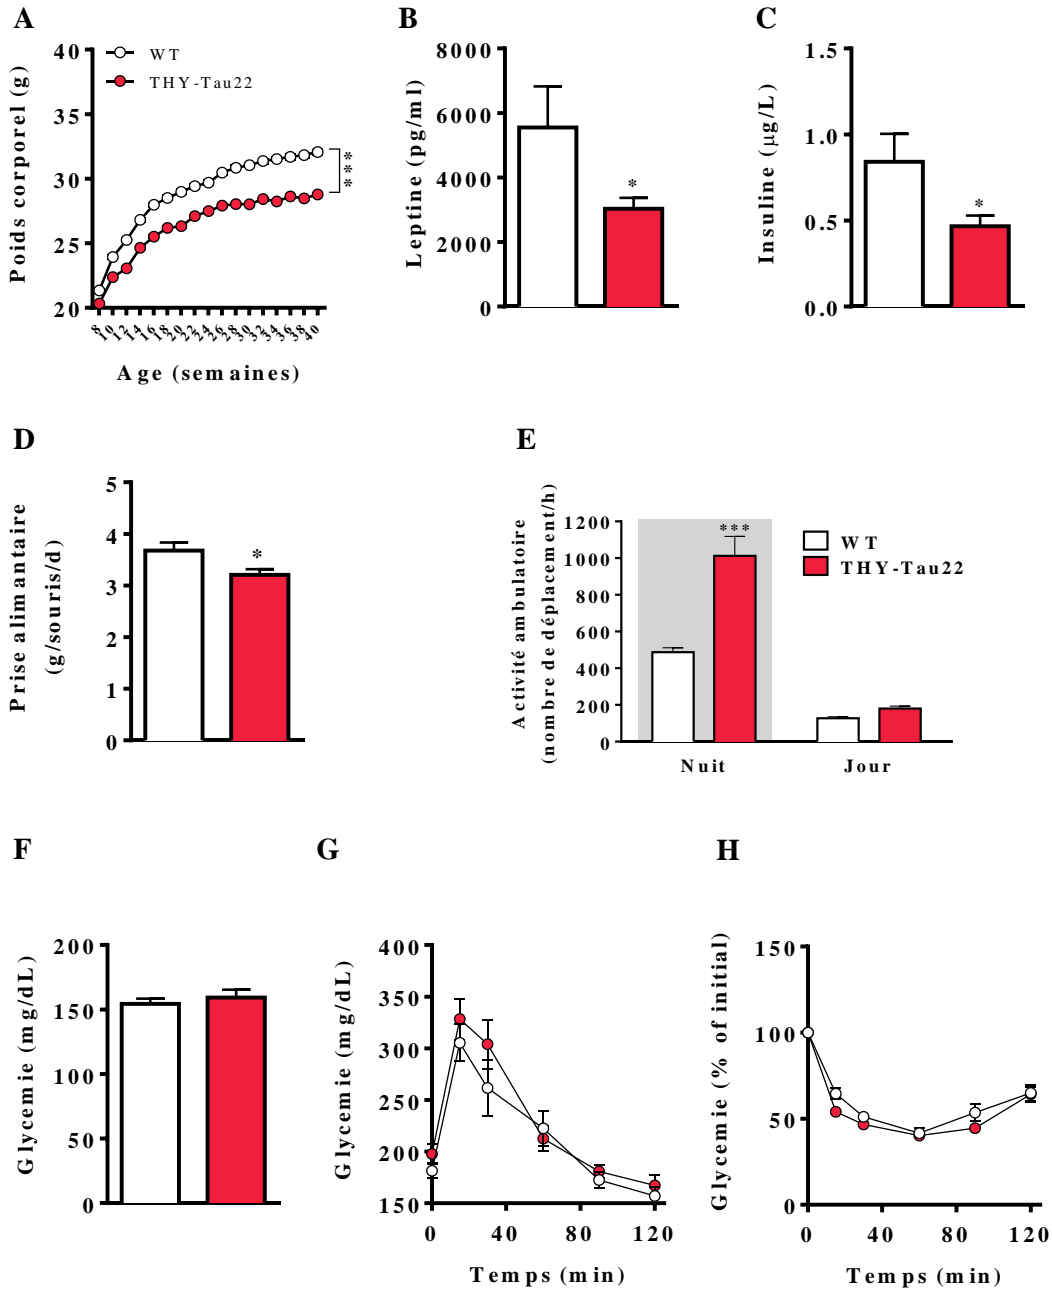 A
Poids corporel (g)
40
35
30
25
20
WT
THY-Tau22
***
8 10 12 14 16 18 20 22 24 26 28 30 32 34 36 38 40
Age (semaines)
B
Leptine (pg/ml)
8000
6000
4000
2000
0
*
C
Insuline (µg/L)
1.5
1.0
0.5
0.0
*
D
Prise alimantaire
(g/souris/d)
5
4
3
2
1
0
*
E
Activité ambulatoire
(nombre de déplacement/h)
1200
1000
800
600
400
200
0
***
WT
THY-Tau22
Nuit Jour
F
Glycemie (mg/dL)
200
150
100
50
0
G
Glycemie (mg/dL)
400
350
300
250
200
150
0 40 80 120
Temps (min)
H
Glycemie (% of initial)
150
100
50
0
0 60 120
Temps (min)